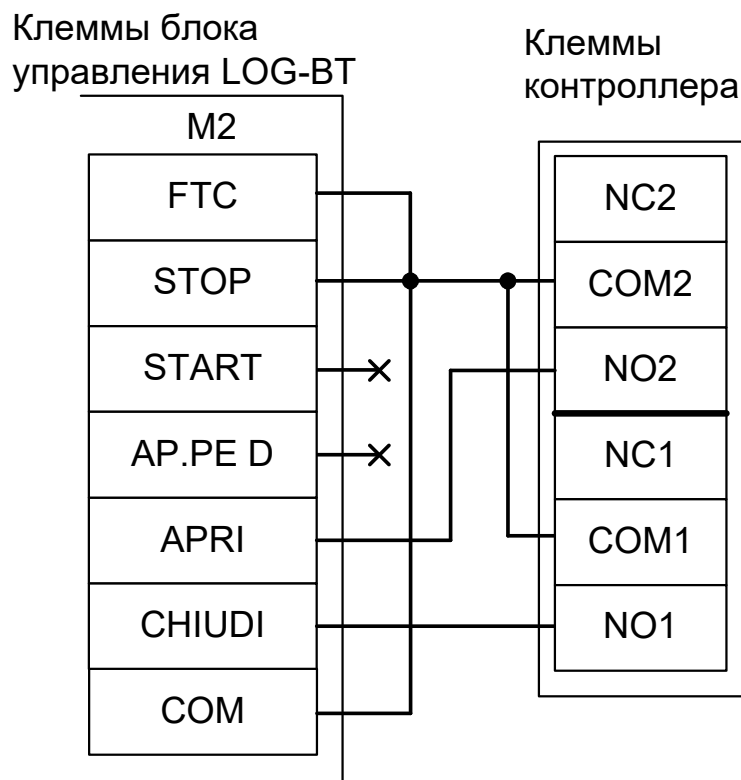 Клеммы блока
управления LOG-BT
M2
FTC
STOP
START
AP.PE D
APRI
CHIUDI
COM
Клеммы
контроллера
NC2
COM2
NO2
NC1
COM1
NO1